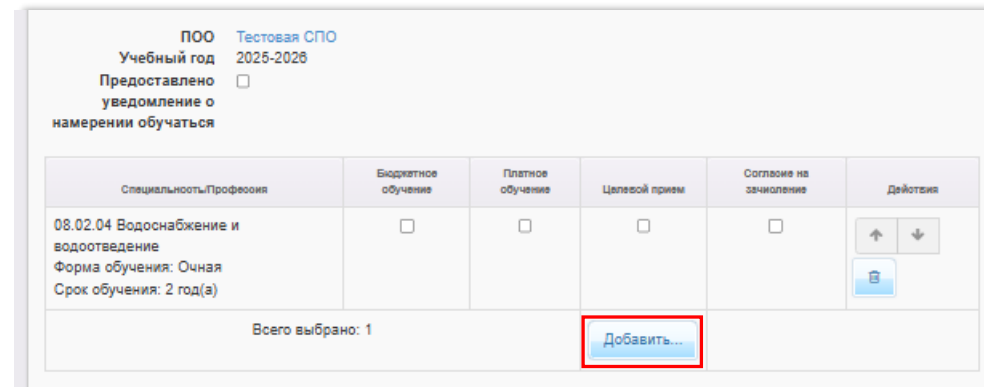 ПОО Тестовая СПО
Учебный год 2025-2026
Предоставлено
уведомление о
намерении обучаться
Специальность/Профессия
Бюджетное
обучение
Платное
обучение
Целевой прием
Согласие на
зачисление
Действия
08.02.04 Водоснабжение и
водоотведение
Форма обучения: Очная
Срок обучения: 2 год(а)
Всего выбрано: 1
Добавить...